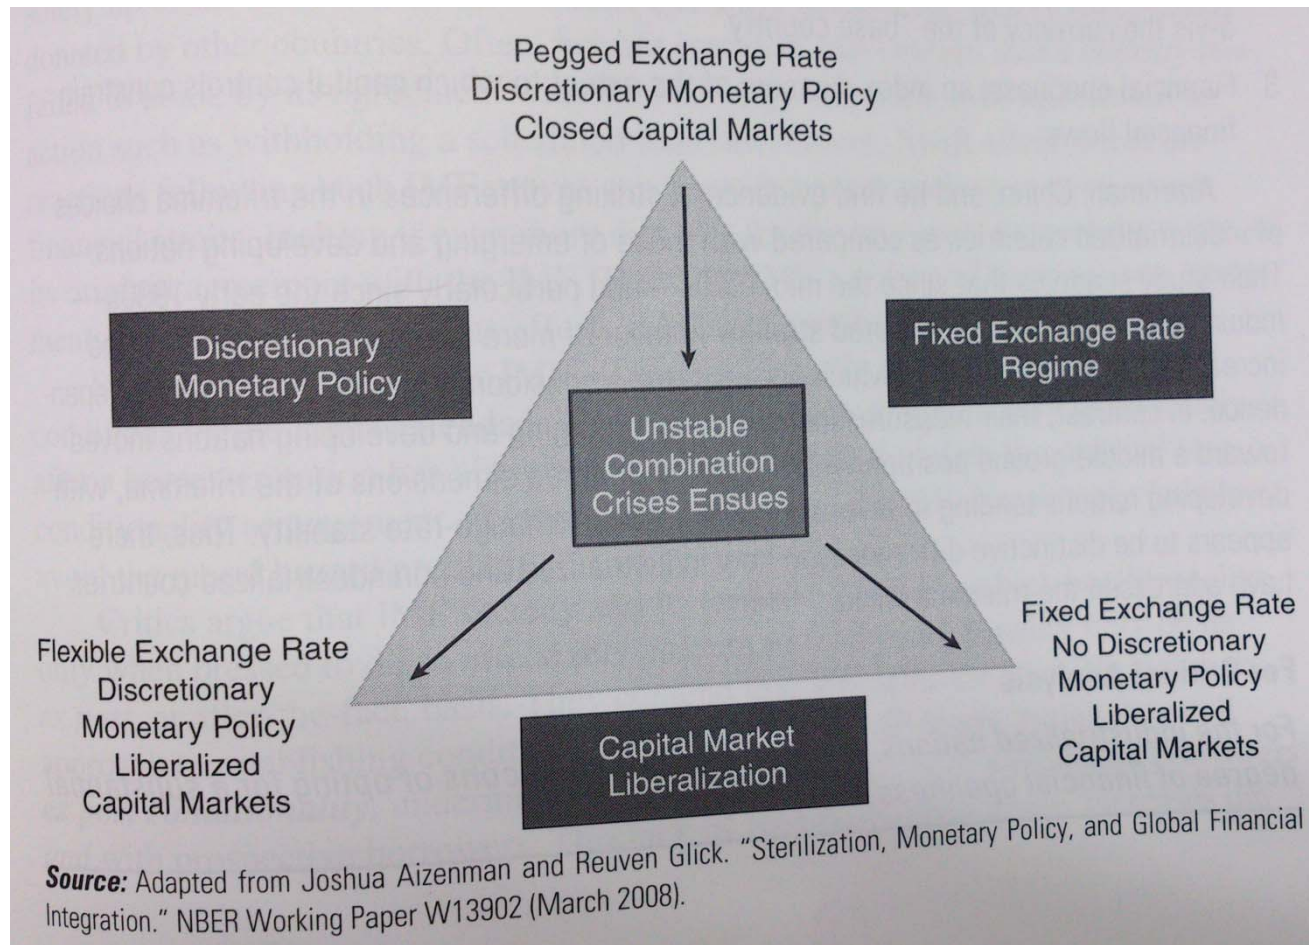 Pegged Exchange Rate
Discretionary Monetary Policy
Closed Capital Markets
Discretionary
Monetary Policy
Fixed Exchange Rate
Regime
Unstable
Combination
Crises Ensues
Flexible Exchange Rate
Discretionary
Monetary Policy
Liberalized
Capital Markets
Fixed Exchange Rate
No Discretionary
Monetary Policy
Liberalized
Capital Markets
Capital Market
Liberalization
Source: Adapted from Joshua Aizenman and Reuven Glick. “Sterilization, Monetary Policy, and Global Financial
Integration.” NBER Working Paper W13902 (March 2008).